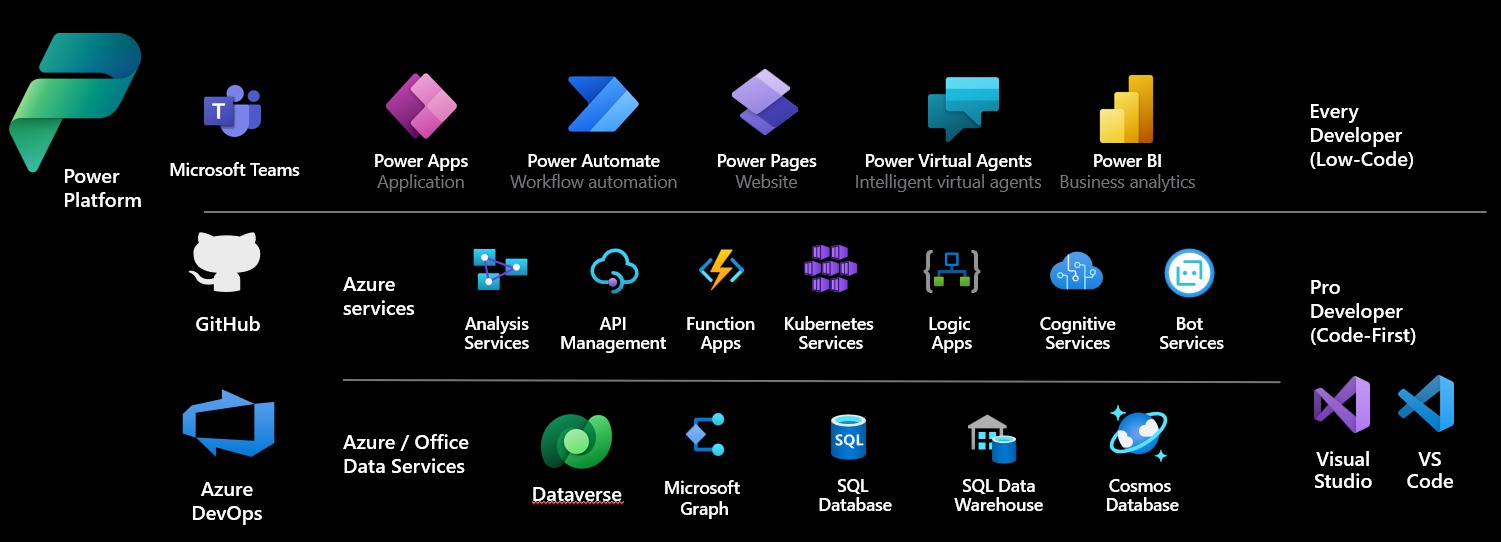 Power
Platform
T
Microsoft Teams
Power Apps
Application
Power Automate
Workflow automation
Power Pages
Website
Power Virtual Agents
Intelligent virtual agents
Power BI
Business analytics
Every
Developer
(Low-Code)
GitHub
Azure
services
Analysis
Services
API
Management
Function
Apps
Kubernetes
Services
Logic
Apps
Cognitive
Services
Bot
Services
Pro
Developer
(Code-First)
Azure
DevOps
Azure / Office
Data Services
Dataverse
Microsoft
Graph
SQL
SQL
Database
SQL Data
Warehouse
Cosmos
Database
Visual
Studio
VS
Code